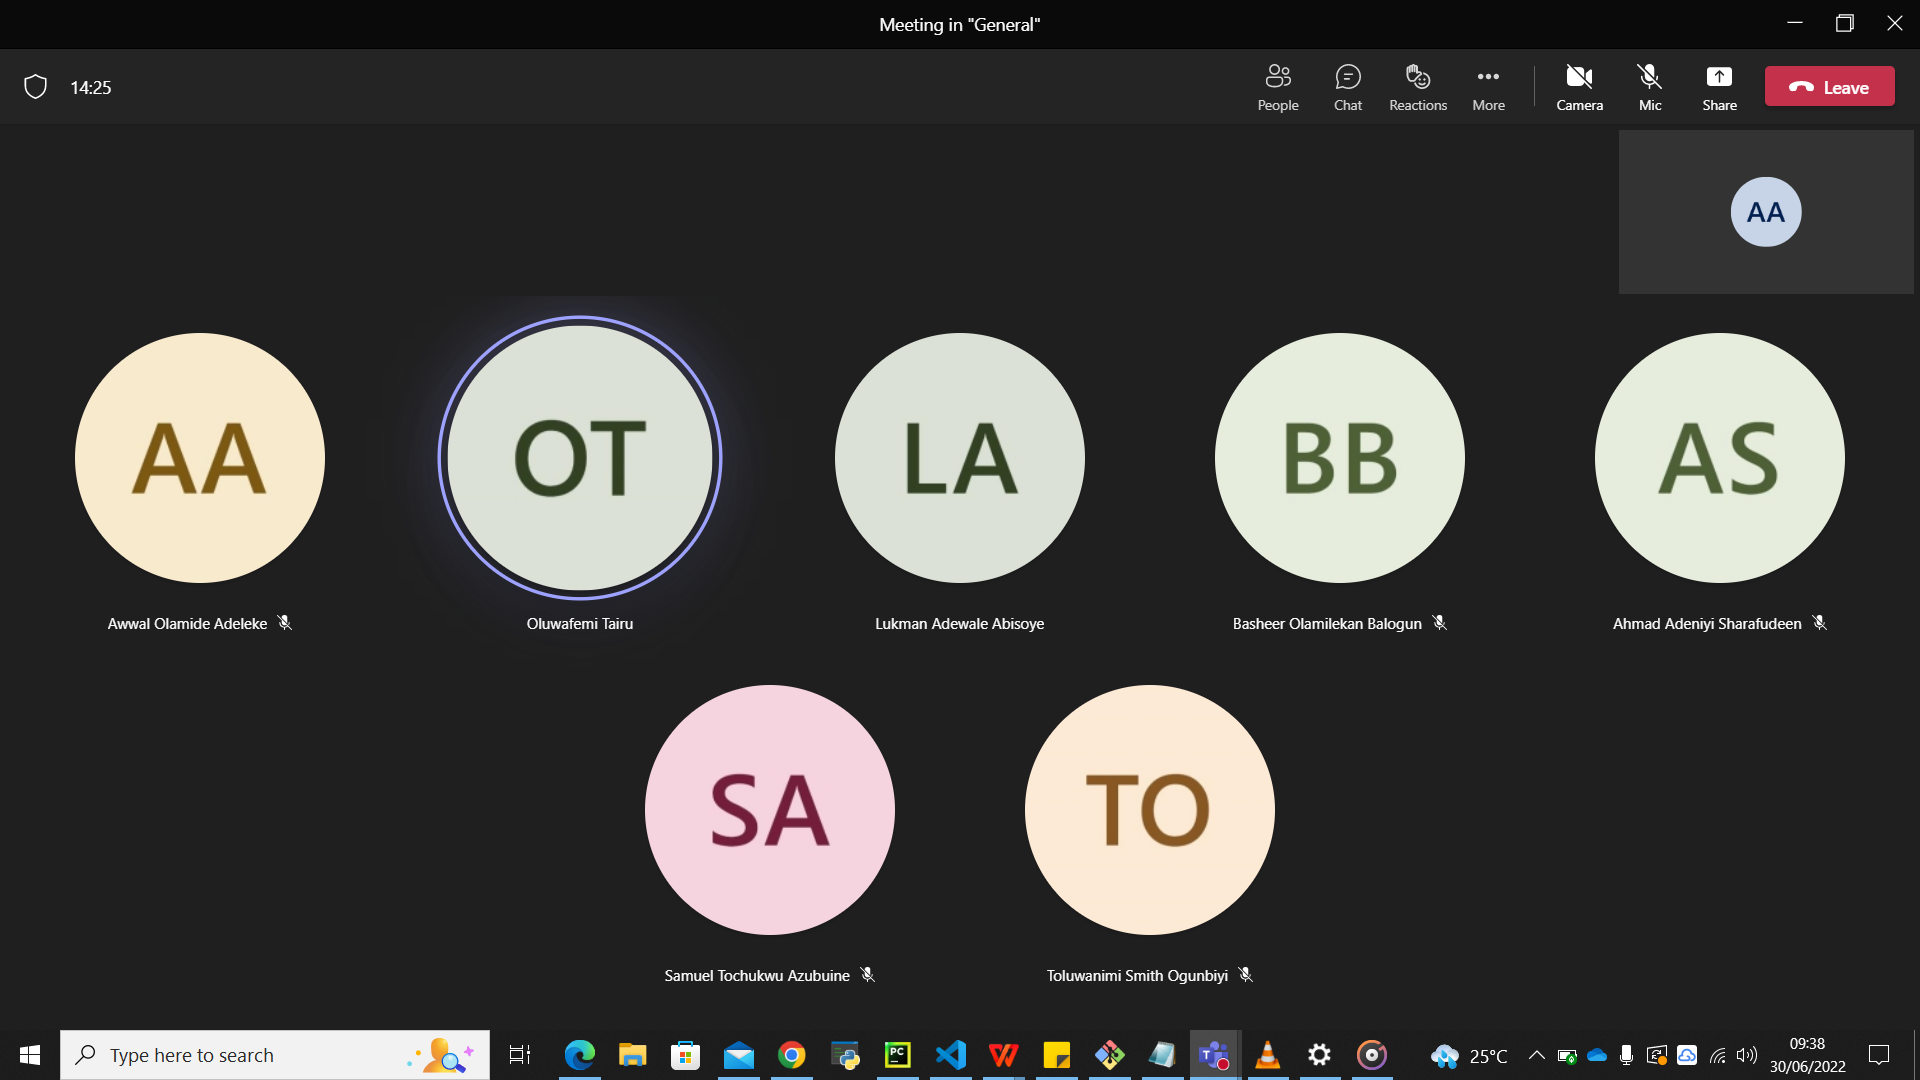 Meeting in "General"
14:25
People
Chat
Reactions
More
Camera
Mic
Share
Leave
AA
AA
OT
LA
BB
AS
Awwal Olamide Adeleke
Oluwafemi Tairu
Lukman Adewale Abisoye
Basheer Olamilekan Balogun
Ahmad Adeniyi Sharafudeen
SA
TO
Samuel Tochukwu Azubuine
Toluwanimi Smith Ogunbiyi
Type here to search
PC
T
25°C
09:38
30/06/2022